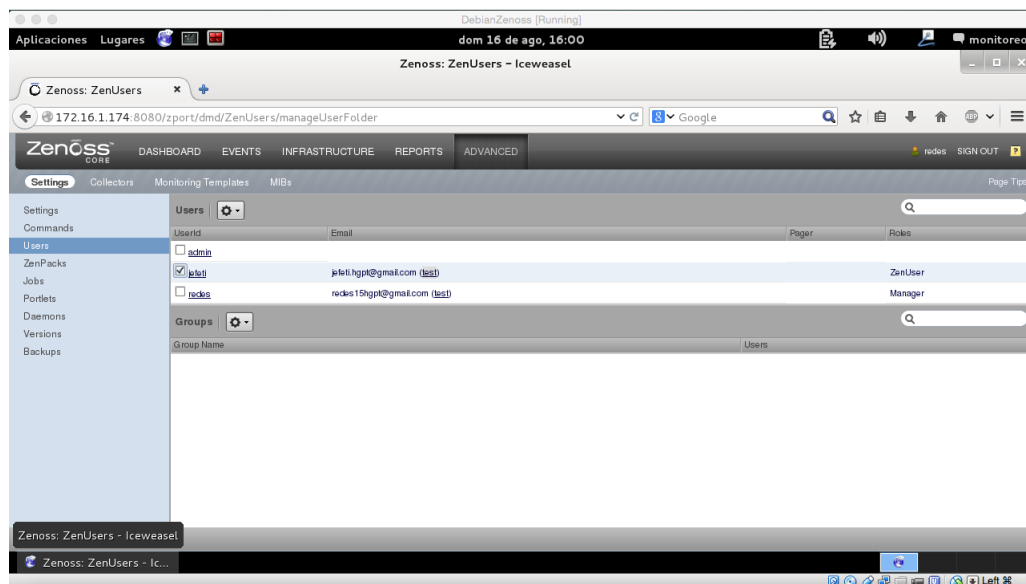 DebianZenoss [Running]
Aplicaciones Lugares dom 16 de ago, 16:00 monitoreo
Zenoss: ZenUsers – Iceweasel
Zenoss: ZenUsers
172.16.1.174:8080/zport/dmd/ZenUsers/manageUserFolder Google ABP
Zenoss CORE DASHBOARD EVENTS INFRASTRUCTURE REPORTS ADVANCED redes SIGN OUT ?
Settings Collectors Monitoring Templates MIBs Page Tips
Settings
Commands
Users
ZenPacks
Jobs
Portlets
Daemons
Versions
Backups
Users
UserId Email Pager Roles
admin
jefeti jefeti.hgpt@gmail.com (test) ZenUser
redes redes15hgpt@gmail.com (test) Manager
Groups
Group Name Users
Zenoss: ZenUsers - Iceweasel
Zenoss: ZenUsers - Ic...
Left ⌘